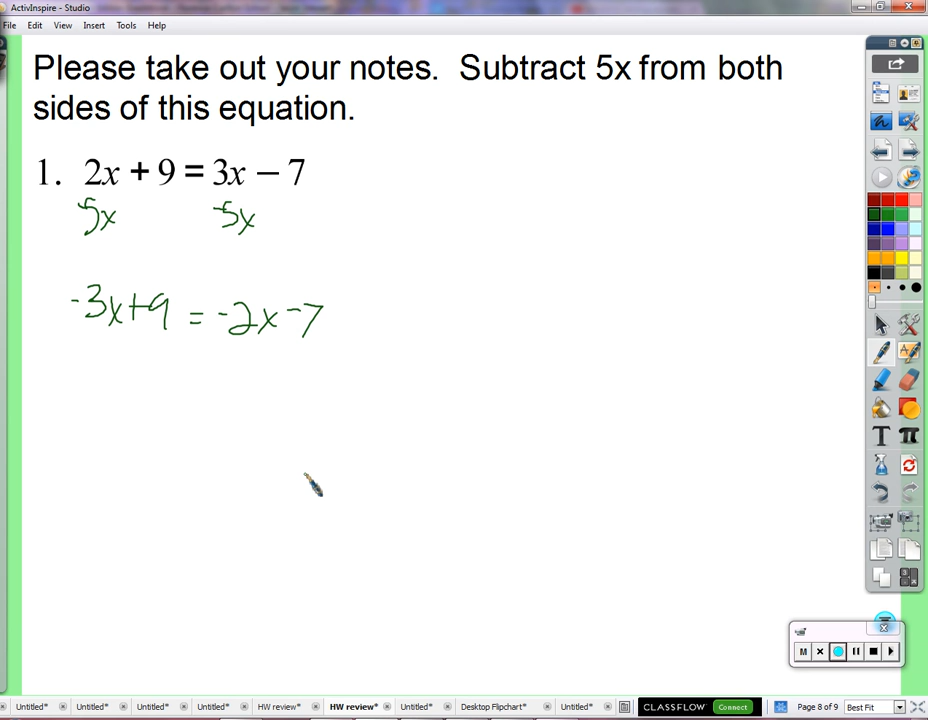 ActivInspire - Studio
File Edit View Insert Tools Help
Please take out your notes. Subtract 5x from both
sides of this equation.
1. 2x + 9 = 3x – 7
-5x -5x
-3x+9 = -2x -7
M
Untitled* Untitled* Untitled* Untitled* HW review* HW review* Untitled* Desktop Flipchart* Untitled* CLASSFLOW Connect Page 8 of 9 Best Fit